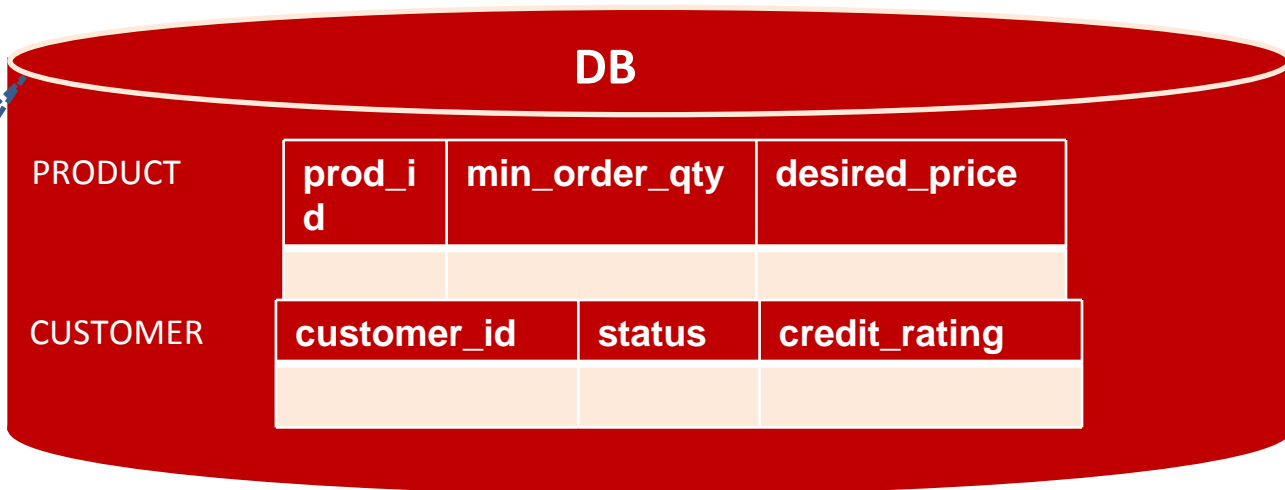 DB
PRODUCT
prod_i
d
min_order_qty
desired_price
CUSTOMER
customer_id
status
credit_rating